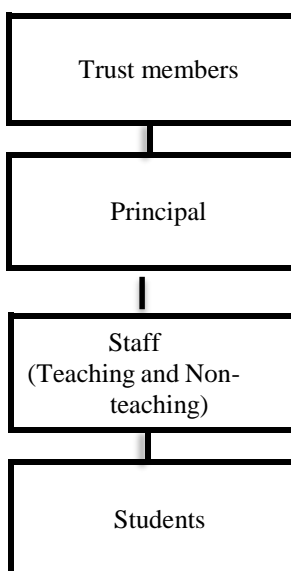 Trust members
Principal
Staff
(Teaching and Non-
teaching)
Students